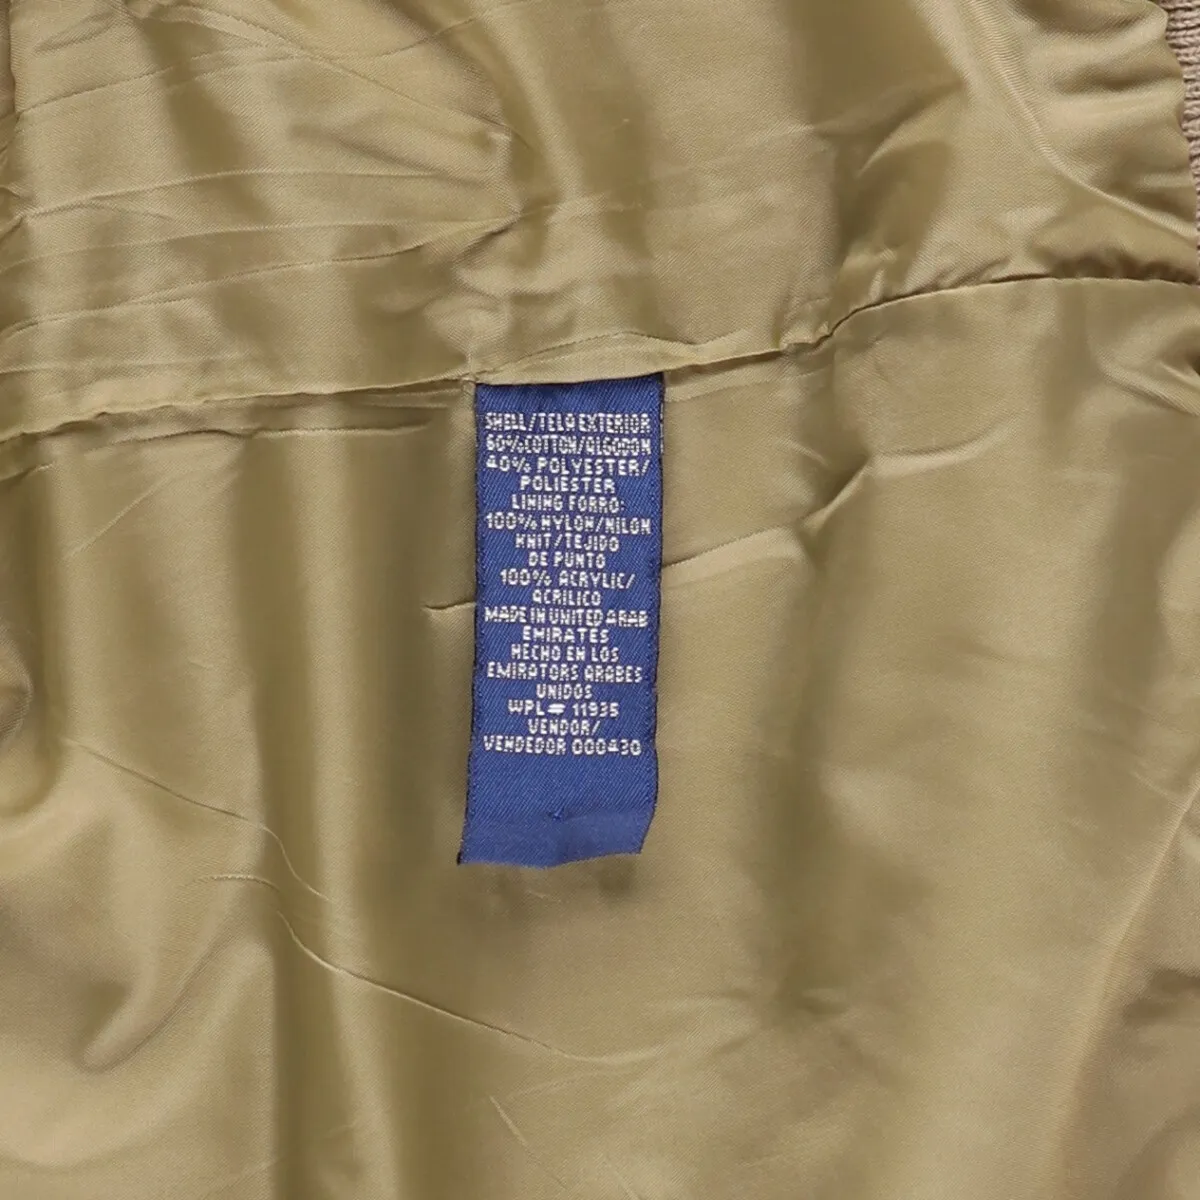 SHELL/TELA EXTERIOR
60% COTTON/ALGODON
40% POLYESTER/
POLIESTER
LINING FORRO:
100% NYLON/NILON
KNIT/TEJIDO
DE PUNTO
100% ACRYLIC/
ACRILICO
MADE IN UNITED ARAB
EMIRATES
HECHO EN LOS
EMIRATORS ARABES
UNIDOS
WPL# 11935
VENDOR/
VENDEDOR 000430